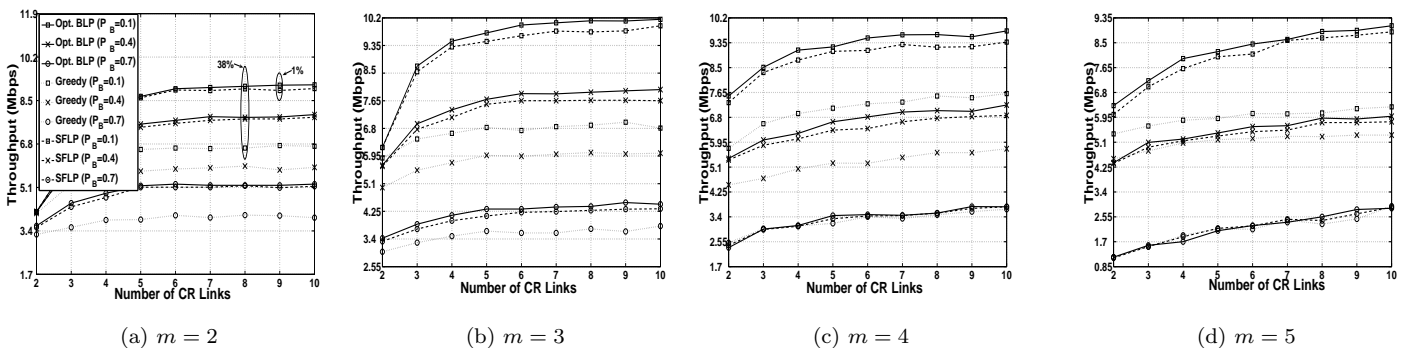 Throughput (Mbps)
11.9
10.2
8.5
6.8
5.1
3.4
1.7
Opt. BLP (P_B=0.1)
Opt. BLP (P_B=0.4)
Opt. BLP (P_B=0.7)
Greedy (P_B=0.1)
Greedy (P_B=0.4)
Greedy (P_B=0.7)
SFLP (P_B=0.1)
SFLP (P_B=0.4)
SFLP (P_B=0.7)
38%
1%
2 3 4 5 6 7 8 9 10
Number of CR Links
(a) m = 2
Throughput (Mbps)
10.2
9.35
8.5
7.65
6.8
5.95
5.1
4.25
3.4
2.55
2 3 4 5 6 7 8 9 10
Number of CR Links
(b) m = 3
Throughput (Mbps)
10.2
9.35
8.5
7.65
6.8
5.95
5.1
4.25
3.4
2.55
1.7
2 3 4 5 6 7 8 9 10
Number of CR Links
(c) m = 4
Throughput (Mbps)
9.35
8.5
7.65
6.8
5.95
5.1
4.25
3.4
2.55
1.7
0.85
2 3 4 5 6 7 8 9 10
Number of CR Links
(d) m = 5